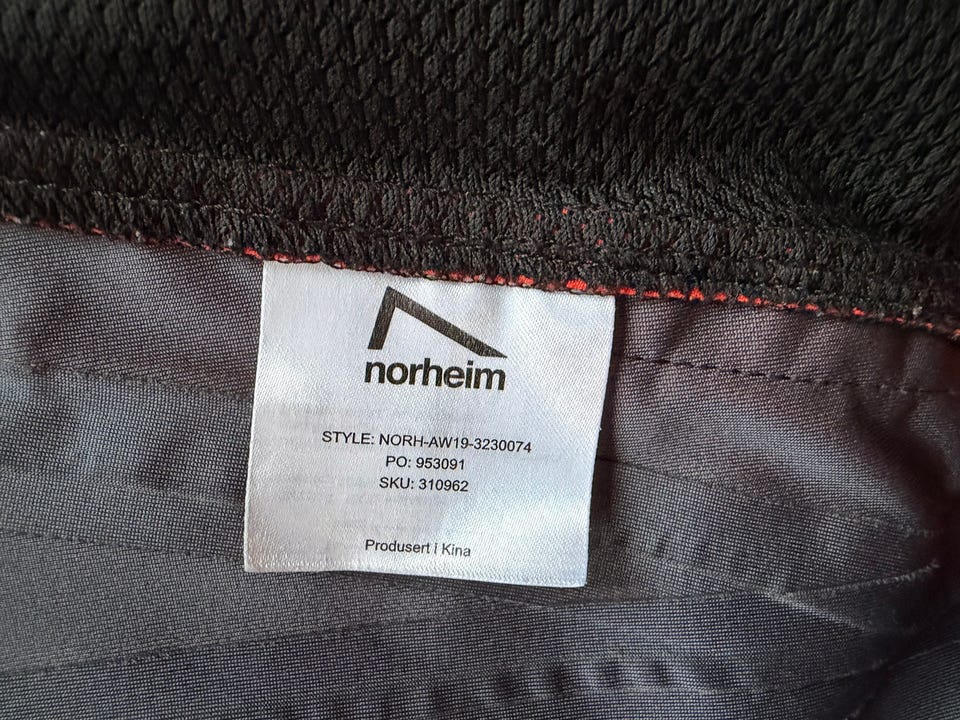 norheim
STYLE: NORH-AW19-3230074
PO: 953091
SKU: 310962
Produsert i Kina